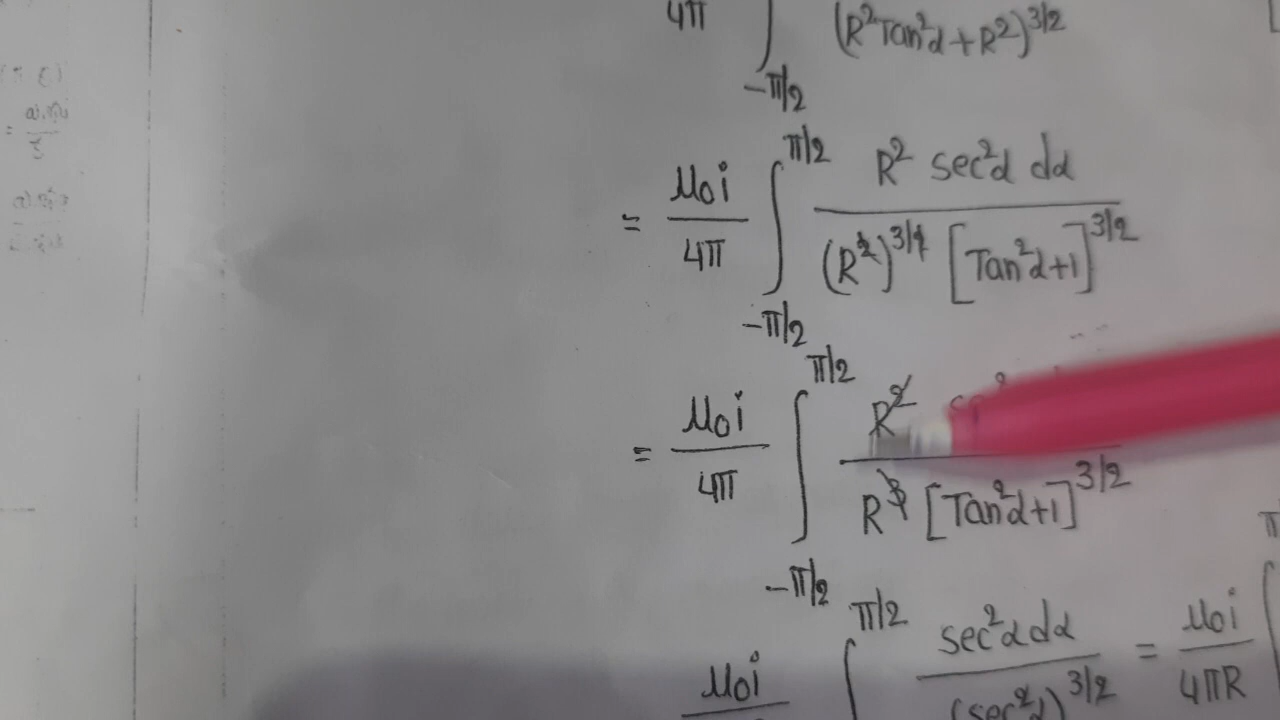 4π ∫ -π/2 (R²Tan²α+R²)^3/2
= μ₀i/4π ∫ -π/2 π/2 R² sec²α dα / (R²)^3/2 [Tan²α+1]^3/2
= μ₀i/4π ∫ -π/2 π/2 R² / R³ [Tan²α+1]^3/2
μ₀i ∫ π/2 sec²α dα / (sec²α)^3/2 = μ₀i/4πR ∫